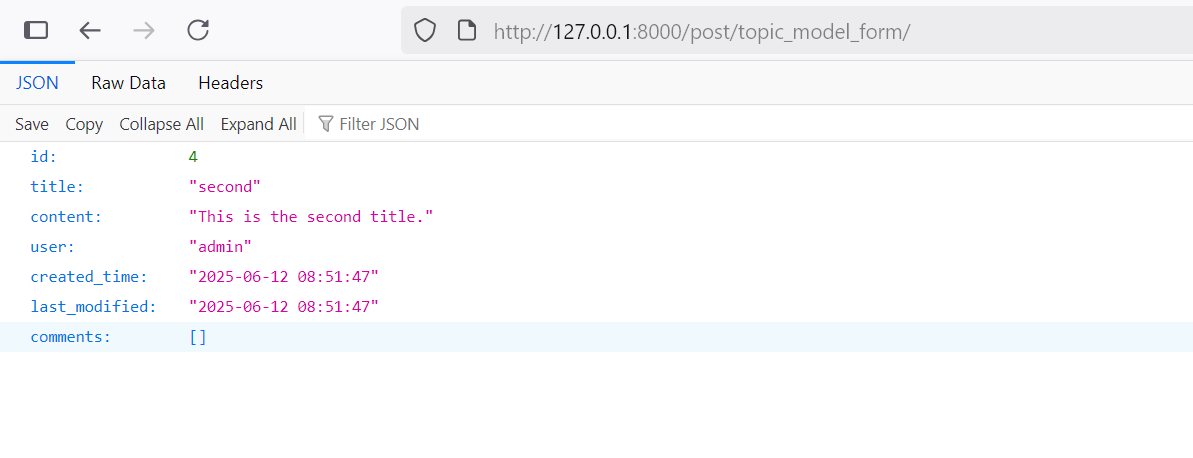 http://127.0.0.1:8000/post/topic_model_form/
JSON Raw Data Headers
Save Copy Collapse All Expand All Filter JSON
id: 4
title: "second"
content: "This is the second title."
user: "admin"
created_time: "2025-06-12 08:51:47"
last_modified: "2025-06-12 08:51:47"
comments: []